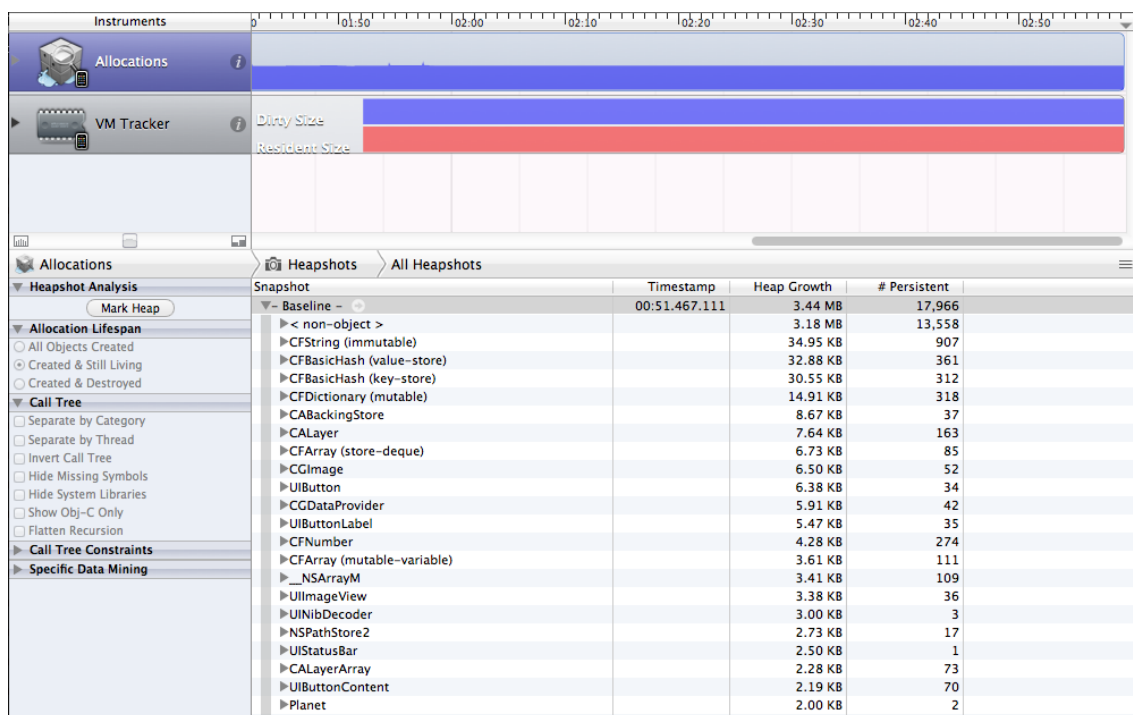 Instruments
01:50 02:00 02:10 02:20 02:30 02:40 02:50
Allocations
VM Tracker
Dirty Size
Resident Size
Allocations
Heapshots All Heapshots
Heapshot Analysis
Mark Heap
Allocation Lifespan
All Objects Created
Created & Still Living
Created & Destroyed
Call Tree
Separate by Category
Separate by Thread
Invert Call Tree
Hide Missing Symbols
Hide System Libraries
Show Obj-C Only
Flatten Recursion
Call Tree Constraints
Specific Data Mining
Snapshot Timestamp Heap Growth # Persistent
- Baseline - 00:51.467.111 3.44 MB 17,966
< non-object > 3.18 MB 13,558
CFString (immutable) 34.95 KB 907
CFBasicHash (value-store) 32.88 KB 361
CFBasicHash (key-store) 30.55 KB 312
CFDictionary (mutable) 14.91 KB 318
CABackingStore 8.67 KB 37
CALayer 7.64 KB 163
CFArray (store-deque) 6.73 KB 85
CGImage 6.50 KB 52
UIButton 6.38 KB 34
CGDataProvider 5.91 KB 42
UIButtonLabel 5.47 KB 35
CFNumber 4.28 KB 274
CFArray (mutable-variable) 3.61 KB 111
__NSArrayM 3.41 KB 109
UIImageView 3.38 KB 36
UINibDecoder 3.00 KB 3
NSPathStore2 2.73 KB 17
UIStatusBar 2.50 KB 1
CALayerArray 2.28 KB 73
UIButtonContent 2.19 KB 70
Planet 2.00 KB 2